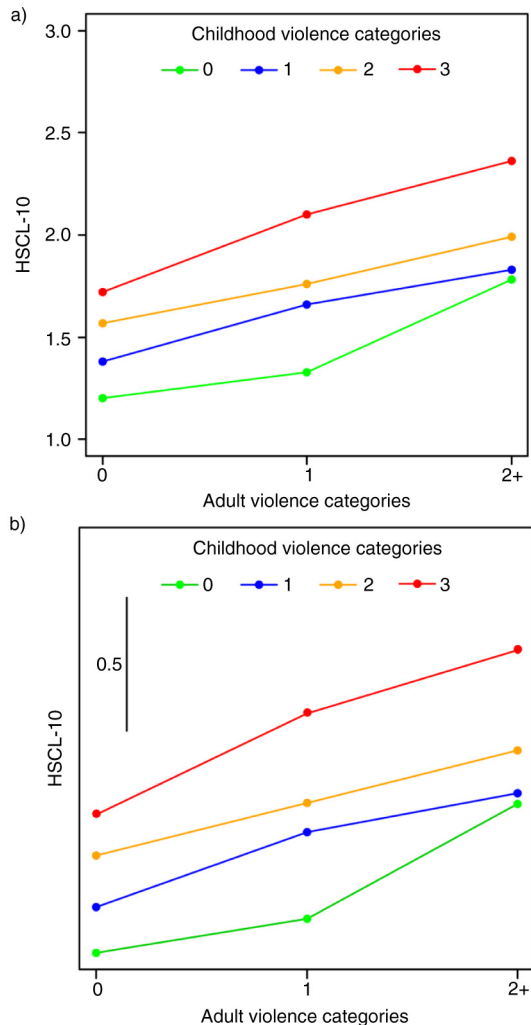 a)
Childhood violence categories
0 1 2 3
3.0
2.5
2.0
1.5
1.0
HSCL-10
0 1 2+
Adult violence categories
b)
Childhood violence categories
0 1 2 3
0.5
HSCL-10
0 1 2+
Adult violence categories